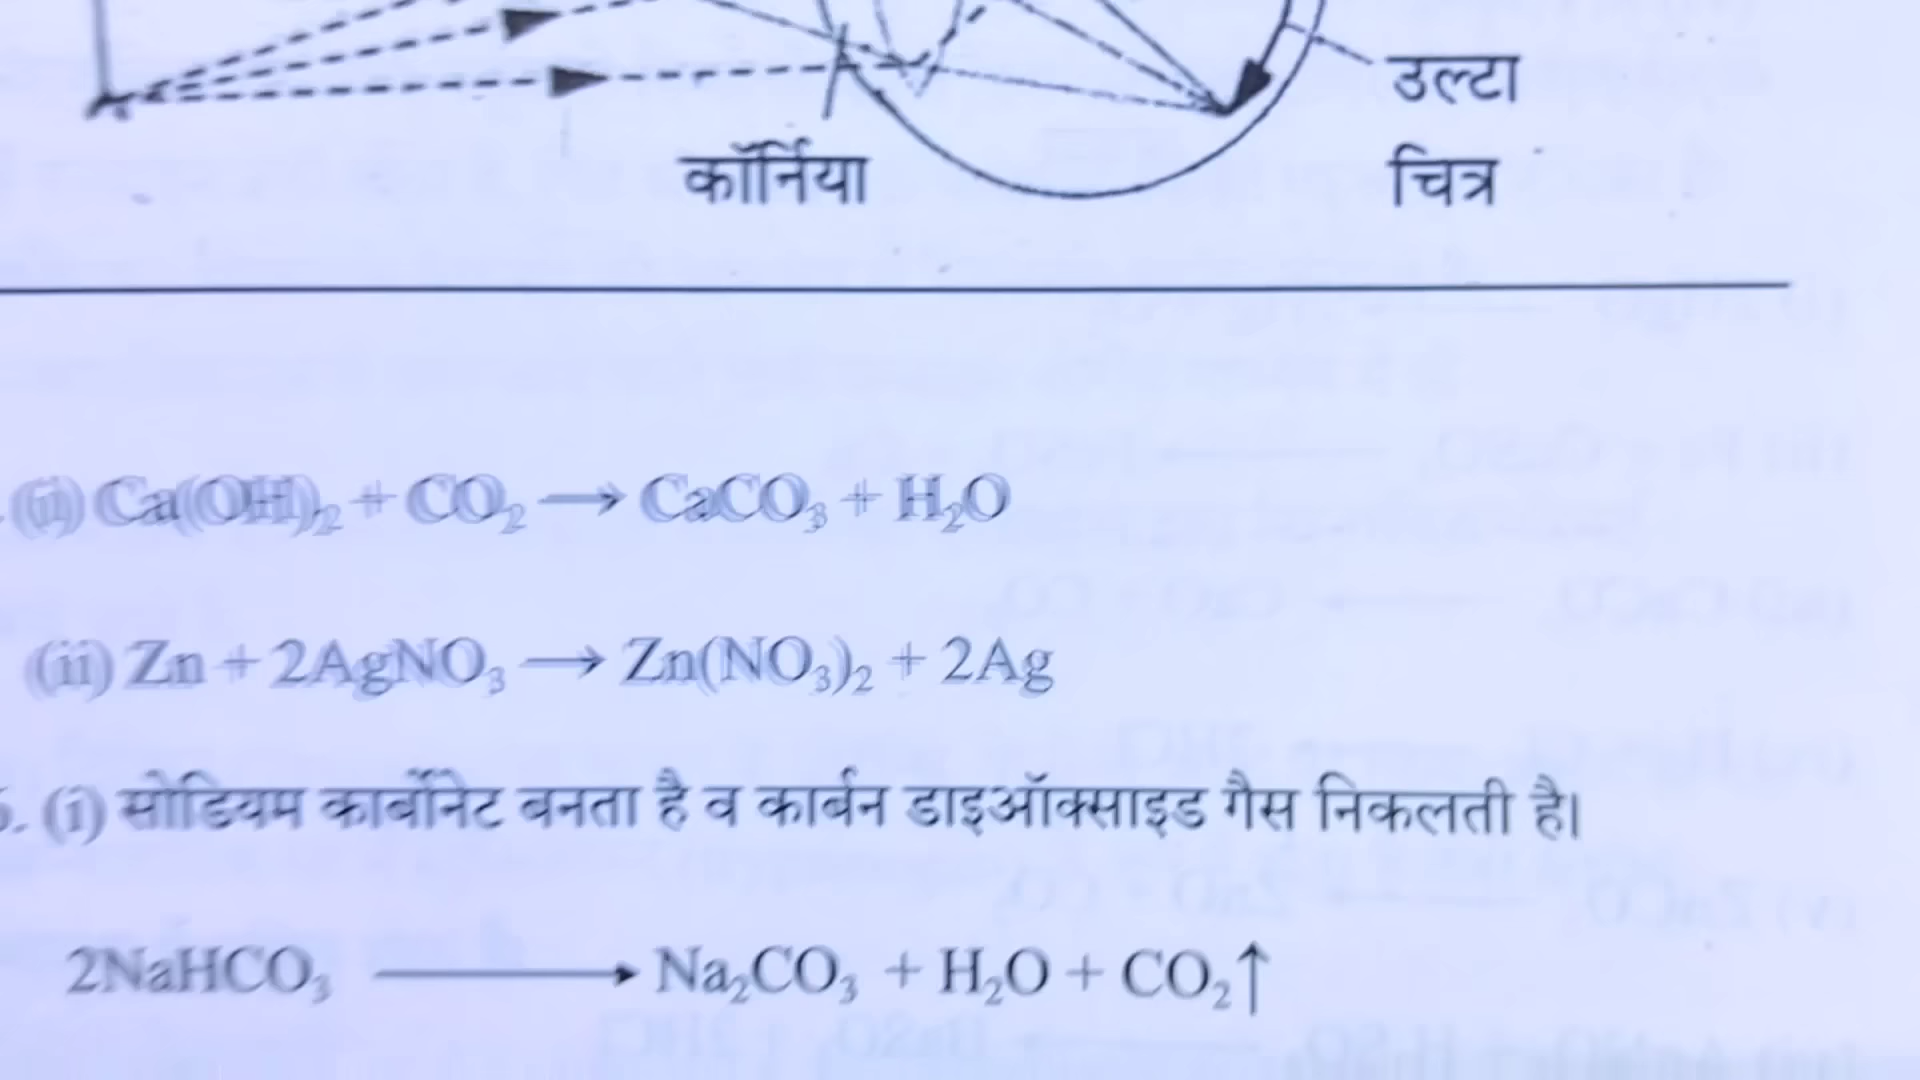 उल्टा
कॉर्निया चित्र
(i) Ca(OH)₂ + CO₂ ⟶ CaCO₃ + H₂O
(ii) Zn + 2AgNO₃ ⟶ Zn(NO₃)₂ + 2Ag
(i) सोडियम कार्बोनेट बनता है व कार्बन डाइऑक्साइड गैस निकलती है।
2NaHCO₃ ⟶ Na₂CO₃ + H₂O + CO₂↑